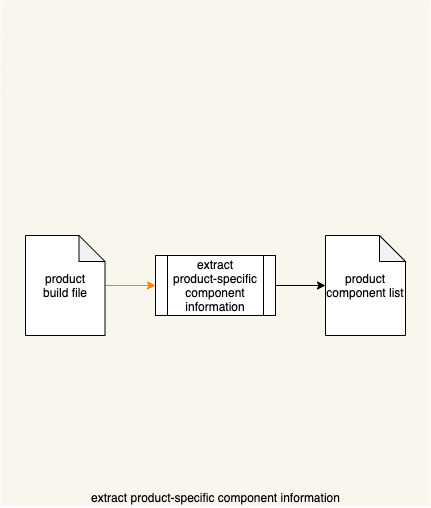 product
build file
extract
product-specific
component
information
product
component list
extract product-specific component information